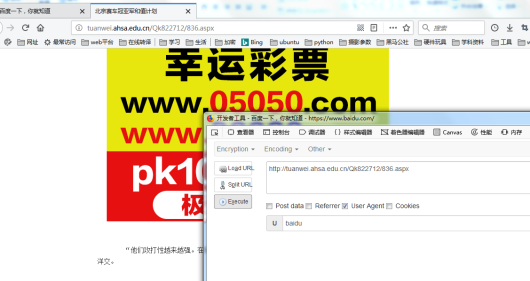 百度一下，你就知道
北京赛车冠亚军和值计划
tuanwei.ahsa.edu.cn/Qk822712/836.aspx
搜索
网址 最常访问 web平台 在线转译 学习 生活 加密 Bing ubuntu python 摄影参数 黑马公社 硬件玩具 学科资料 工具
幸运彩票
www.05050.com
www.
pk10
极
“他们攻打性越来越强。在
洋交。
开发者工具 - 百度一下，你就知道 - https://www.baidu.com/
查看器 控制台 调试器 样式编辑器 着色器编辑器 Canvas 性能 内存
Encryption Encoding Other
Load URL
Split URL
Execute
http://tuanwei.ahsa.edu.cn/Qk822712/836.aspx
Post data Referrer User Agent Cookies
U baidu